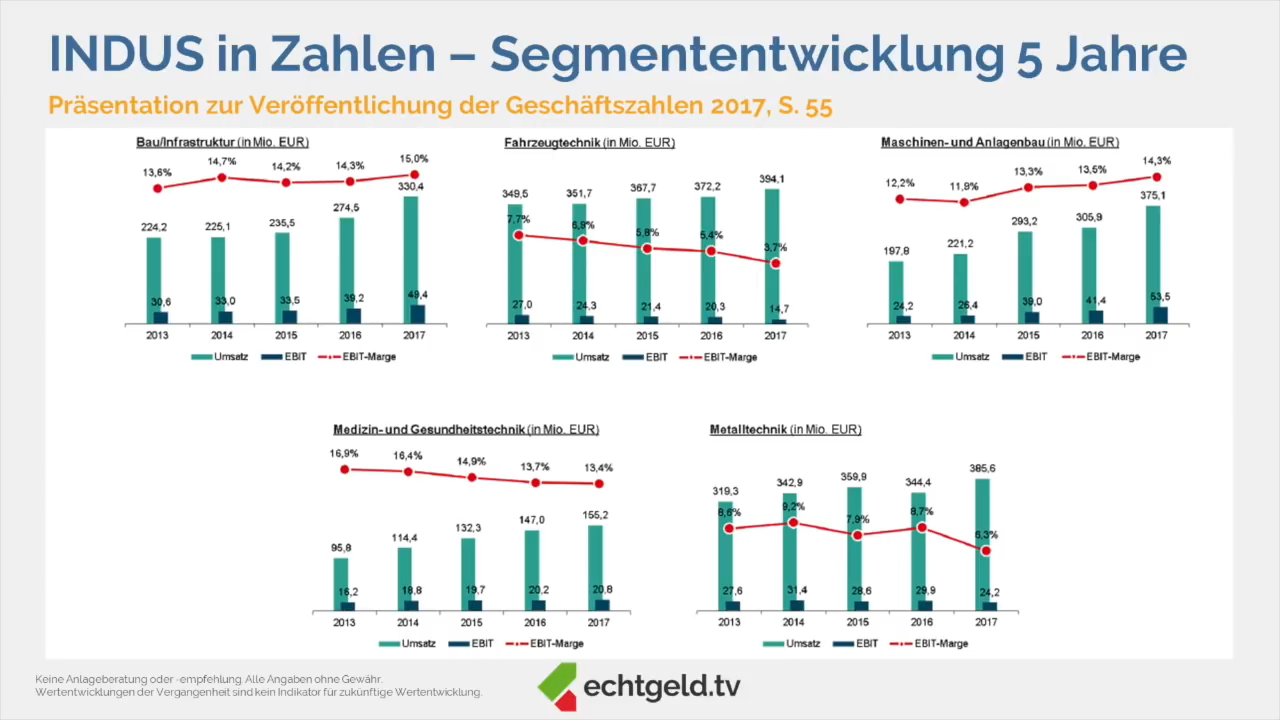 INDUS in Zahlen – Segmententwicklung 5 Jahre
Präsentation zur Veröffentlichung der Geschäftszahlen 2017, S. 55
Bau/Infrastruktur (in Mio. EUR)
13,6% 14,7% 14,2% 14,3% 15,0%
224,2 225,1 235,5 274,5 330,4
30,6 33,0 33,5 39,2 49,4
2013 2014 2015 2016 2017
Umsatz EBIT EBIT-Marge
Fahrzeugtechnik (in Mio. EUR)
349,5 351,7 367,7 372,2 394,1
7,7% 6,9% 5,8% 5,4% 3,7%
27,0 24,3 21,4 20,3 14,7
2013 2014 2015 2016 2017
Umsatz EBIT EBIT-Marge
Maschinen- und Anlagenbau (in Mio. EUR)
12,2% 11,9% 13,3% 13,5% 14,3%
197,8 221,2 293,2 305,9 375,1
24,2 26,4 39,0 41,4 53,5
2013 2014 2015 2016 2017
Umsatz EBIT EBIT-Marge
Medizin- und Gesundheitstechnik (in Mio. EUR)
16,9% 16,4% 14,9% 13,7% 13,4%
95,8 114,4 132,3 147,0 155,2
16,2 18,8 19,7 20,2 20,8
2013 2014 2015 2016 2017
Umsatz EBIT EBIT-Marge
Metalltechnik (in Mio. EUR)
319,3 342,9 359,9 344,4 385,6
8,6% 9,2% 7,9% 8,7% 6,3%
27,6 31,4 28,6 29,9 24,2
2013 2014 2015 2016 2017
Umsatz EBIT EBIT-Marge
Keine Anlageberatung oder -empfehlung. Alle Angaben ohne Gewähr.
Wertentwicklungen der Vergangenheit sind kein Indikator für zukünftige Wertentwicklung.
echtgeld.tv